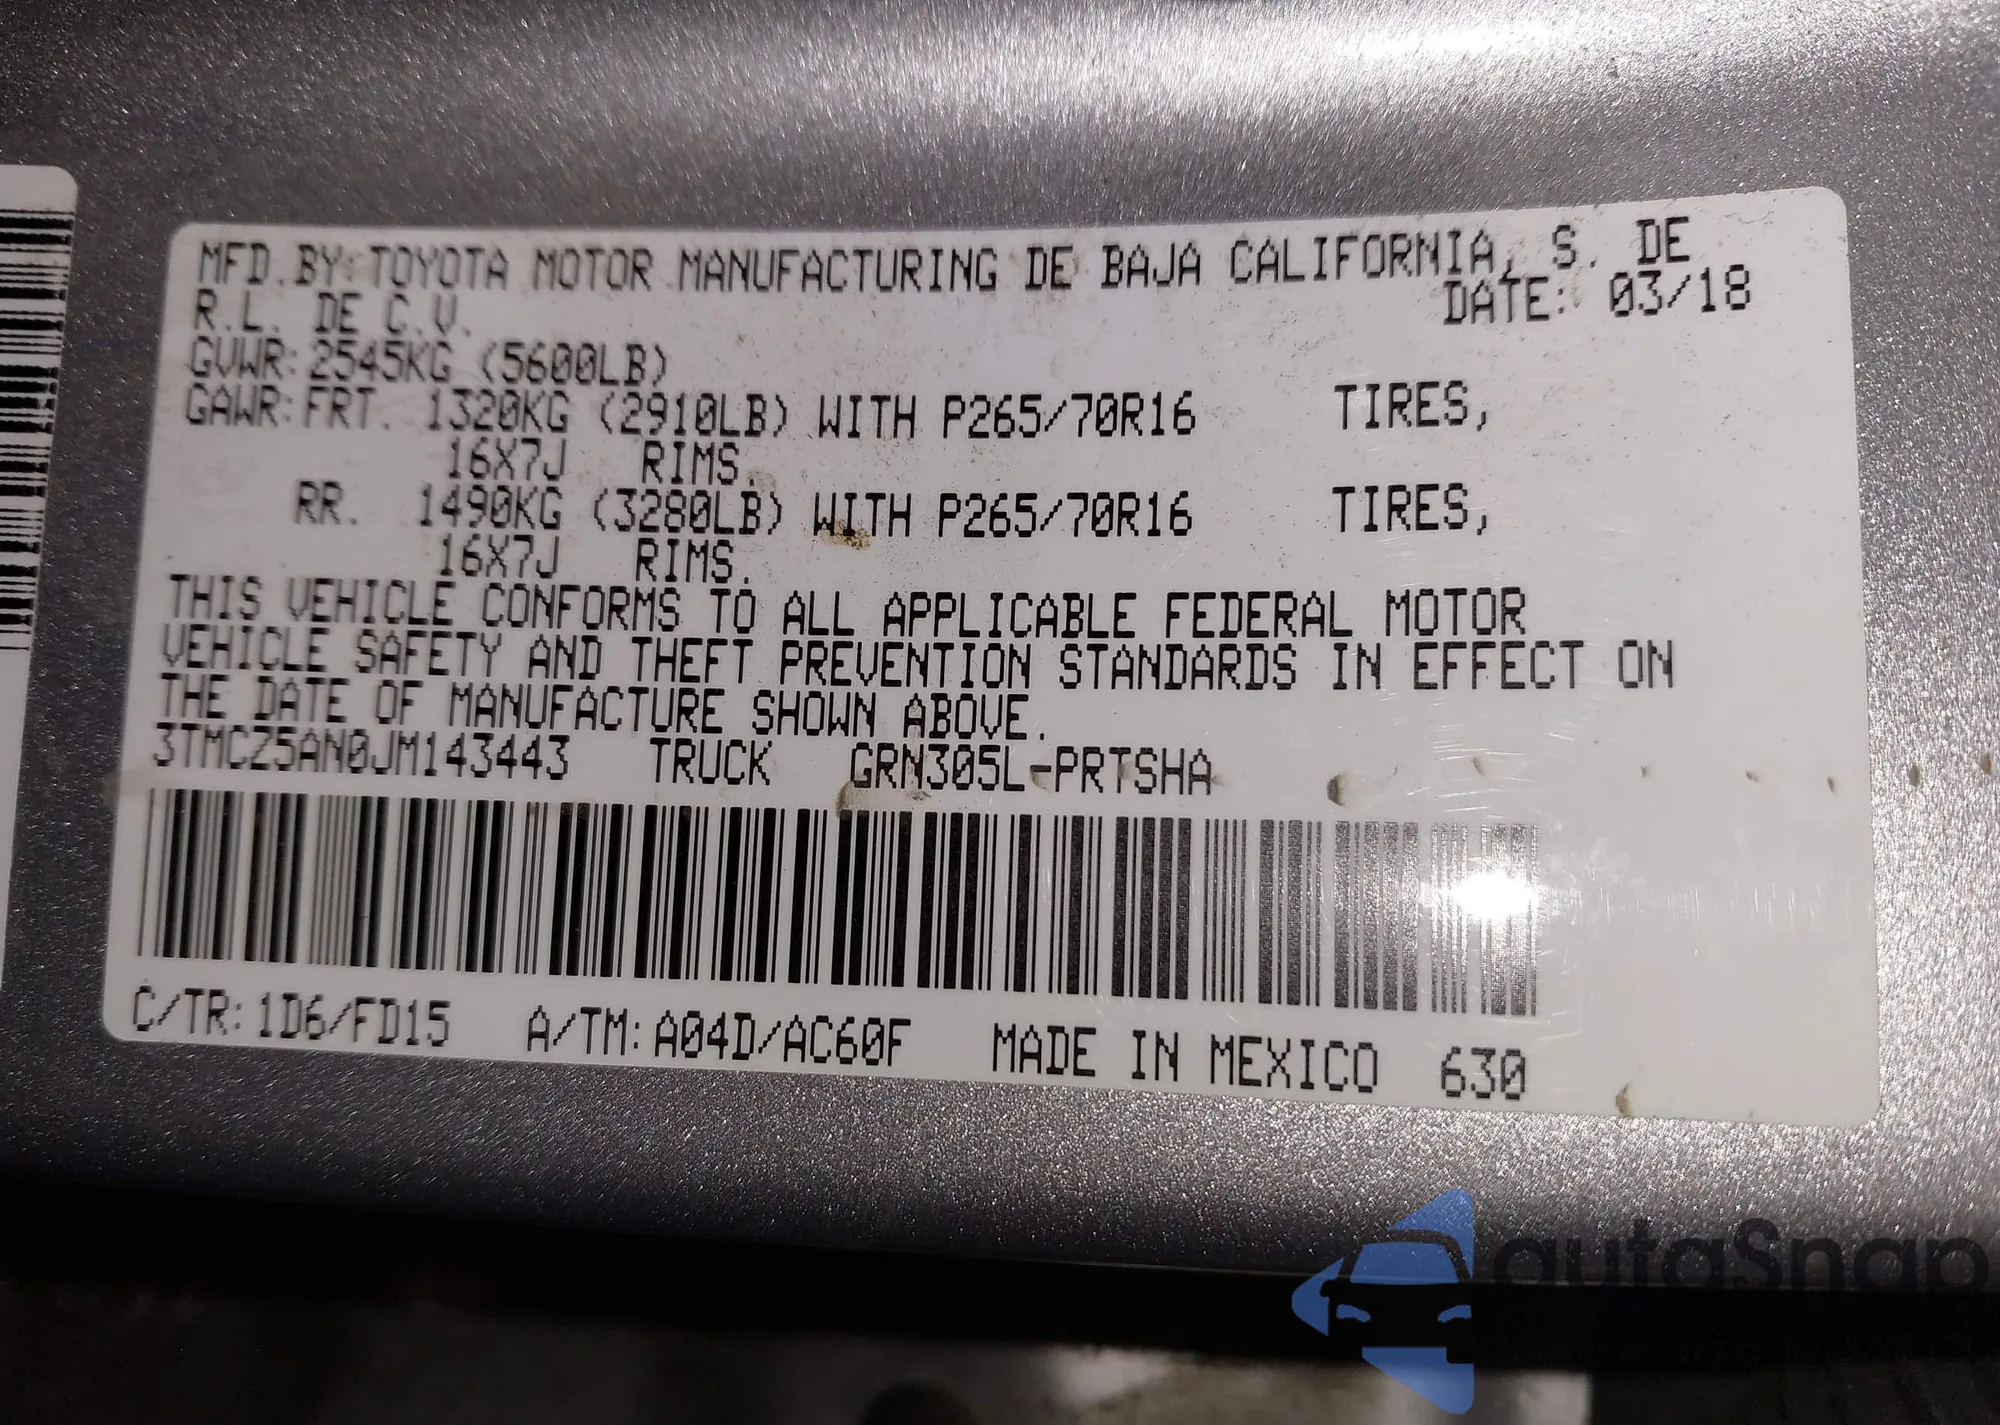 MFD.BY:TOYOTA MOTOR MANUFACTURING DE BAJA CALIFORNIA, S. DE
R.L. DE C.V. DATE: 03/18
GVWR:2545KG (5600LB)
GAWR:FRT. 1320KG (2910LB) WITH P265/70R16 TIRES,
16X7J RIMS.
RR. 1490KG (3280LB) WITH P265/70R16 TIRES,
16X7J RIMS.
THIS VEHICLE CONFORMS TO ALL APPLICABLE FEDERAL MOTOR
VEHICLE SAFETY AND THEFT PREVENTION STANDARDS IN EFFECT ON
THE DATE OF MANUFACTURE SHOWN ABOVE.
3TMCZ5AN0JM143443 TRUCK GRN305L-PRTSHA
C/TR:1D6/FD15 A/TM:A04D/AC60F MADE IN MEXICO 630
autaSnap